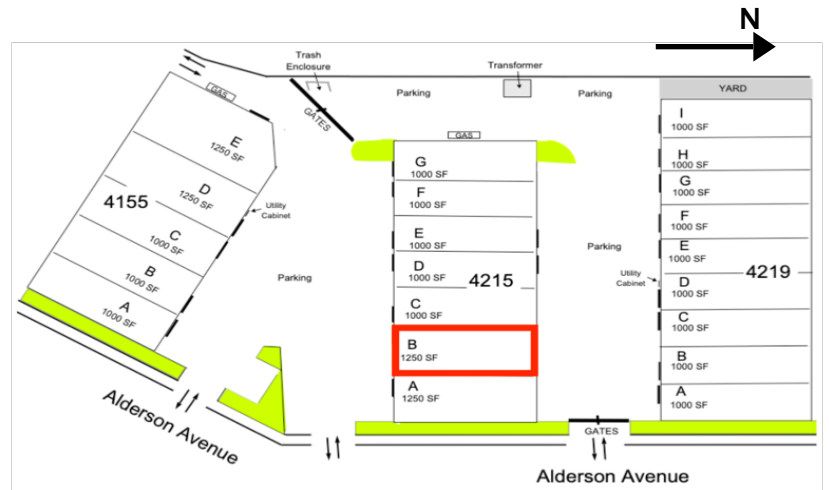 N
Trash
Enclosure
Transformer
GAS
Parking
Parking
YARD
GATES
GAS
E
1250 SF
D
1250 SF
4155
C
1000 SF
B
1000 SF
A
1000 SF
Utility
Cabinet
Parking
G
1000 SF
F
1000 SF
E
1000 SF
D
1000 SF
4215
C
1000 SF
B
1250 SF
A
1250 SF
Parking
Utility
Cabinet
I
1000 SF
H
1000 SF
G
1000 SF
F
1000 SF
E
1000 SF
4219
D
1000 SF
C
1000 SF
B
1000 SF
A
1000 SF
GATES
Alderson Avenue
Alderson Avenue